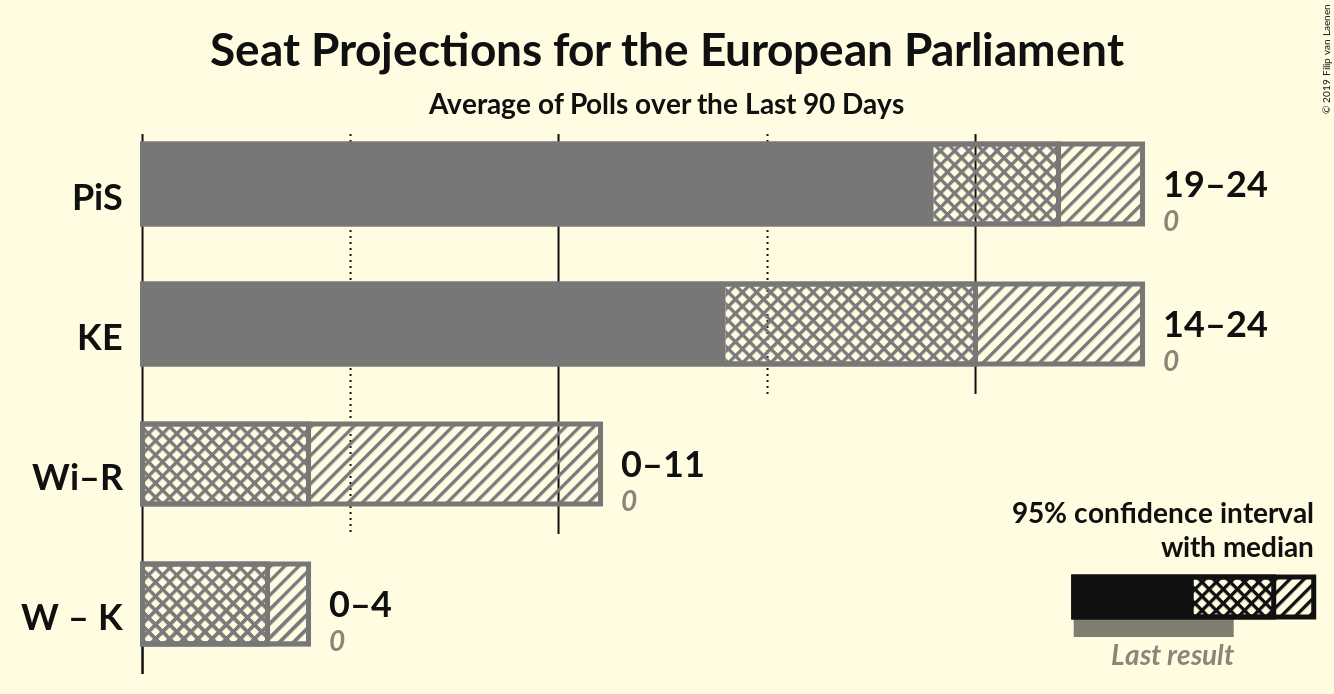 Seat Projections for the European Parliament
Average of Polls over the Last 90 Days
© 2019 Filip van Laenen
PiS
19–24
0
KE
14–24
0
Wi–R
0–11
0
W – K
0–4
0
95% confidence interval
with median
Last result